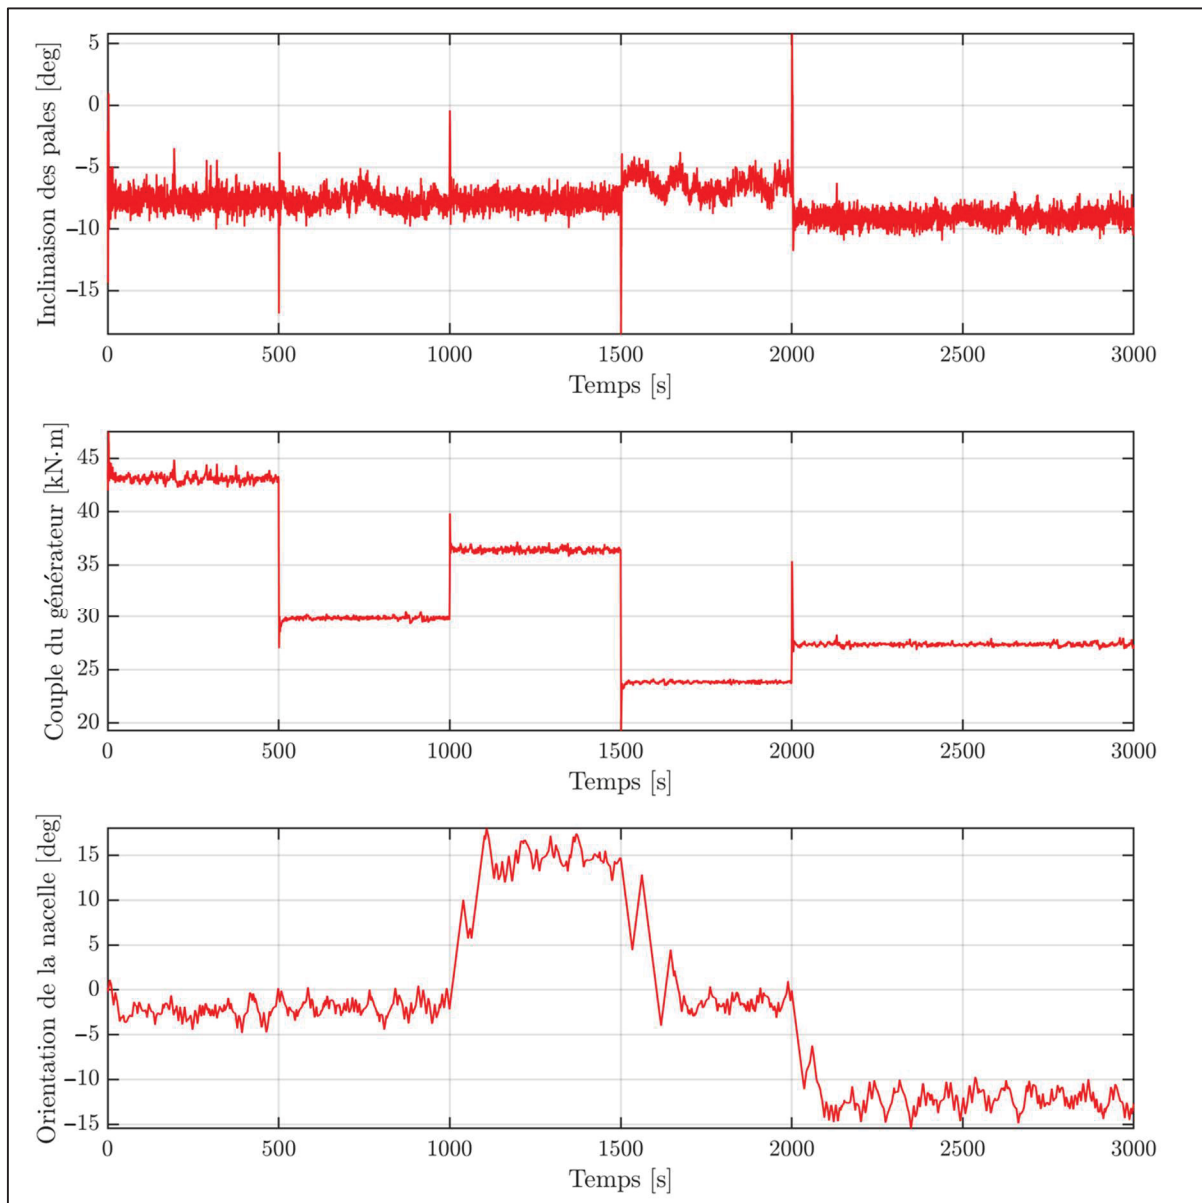 Inclinaison des pales [deg]
5
0
−5
−10
−15
0 500 1000 1500 2000 2500 3000
Temps [s]
Couple du générateur [kN·m]
45
40
35
30
25
20
0 500 1000 1500 2000 2500 3000
Temps [s]
Orientation de la nacelle [deg]
15
10
5
0
−5
−10
−15
0 500 1000 1500 2000 2500 3000
Temps [s]